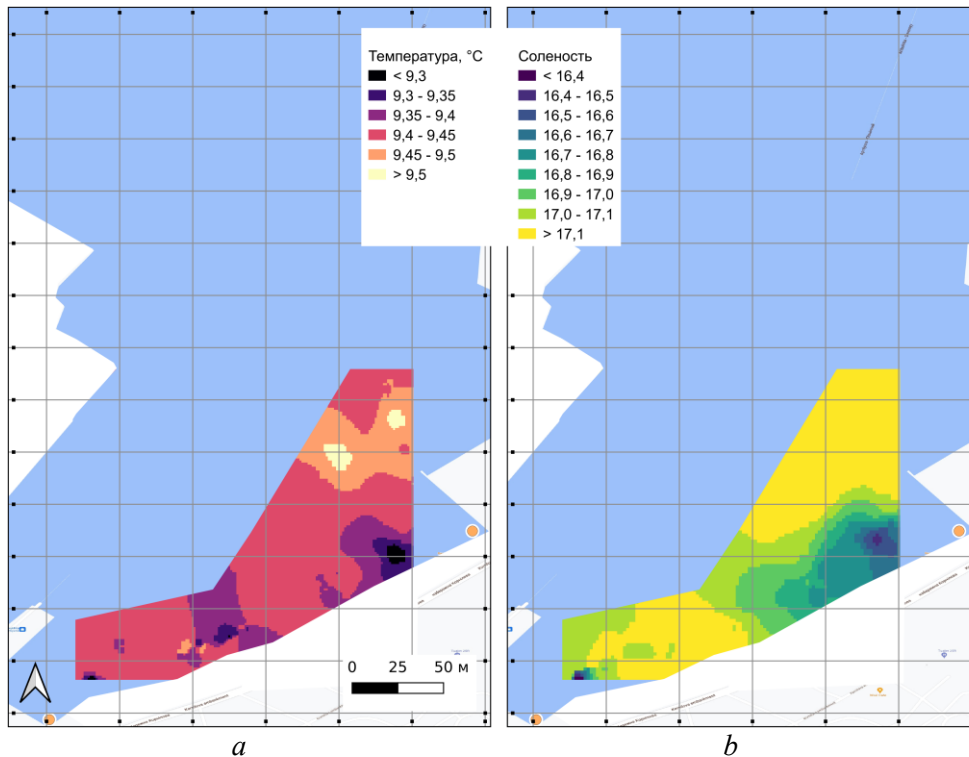 Температура, °C
< 9,3
9,3 - 9,35
9,35 - 9,4
9,4 - 9,45
9,45 - 9,5
> 9,5
Соленость
< 16,4
16,4 - 16,5
16,5 - 16,6
16,6 - 16,7
16,7 - 16,8
16,8 - 16,9
16,9 - 17,0
17,0 - 17,1
> 17,1
0 25 50 м
a
b